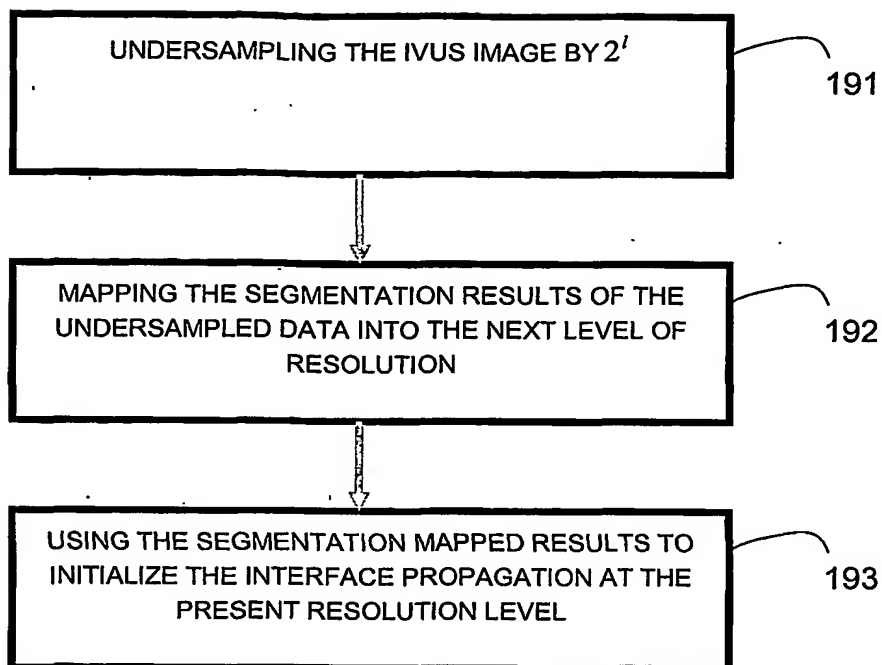 UNDERSAMPLING THE IVUS IMAGE BY 2^l
191
MAPPING THE SEGMENTATION RESULTS OF THE
UNDERSAMPLED DATA INTO THE NEXT LEVEL OF
RESOLUTION
192
USING THE SEGMENTATION MAPPED RESULTS TO
INITIALIZE THE INTERFACE PROPAGATION AT THE
PRESENT RESOLUTION LEVEL
193